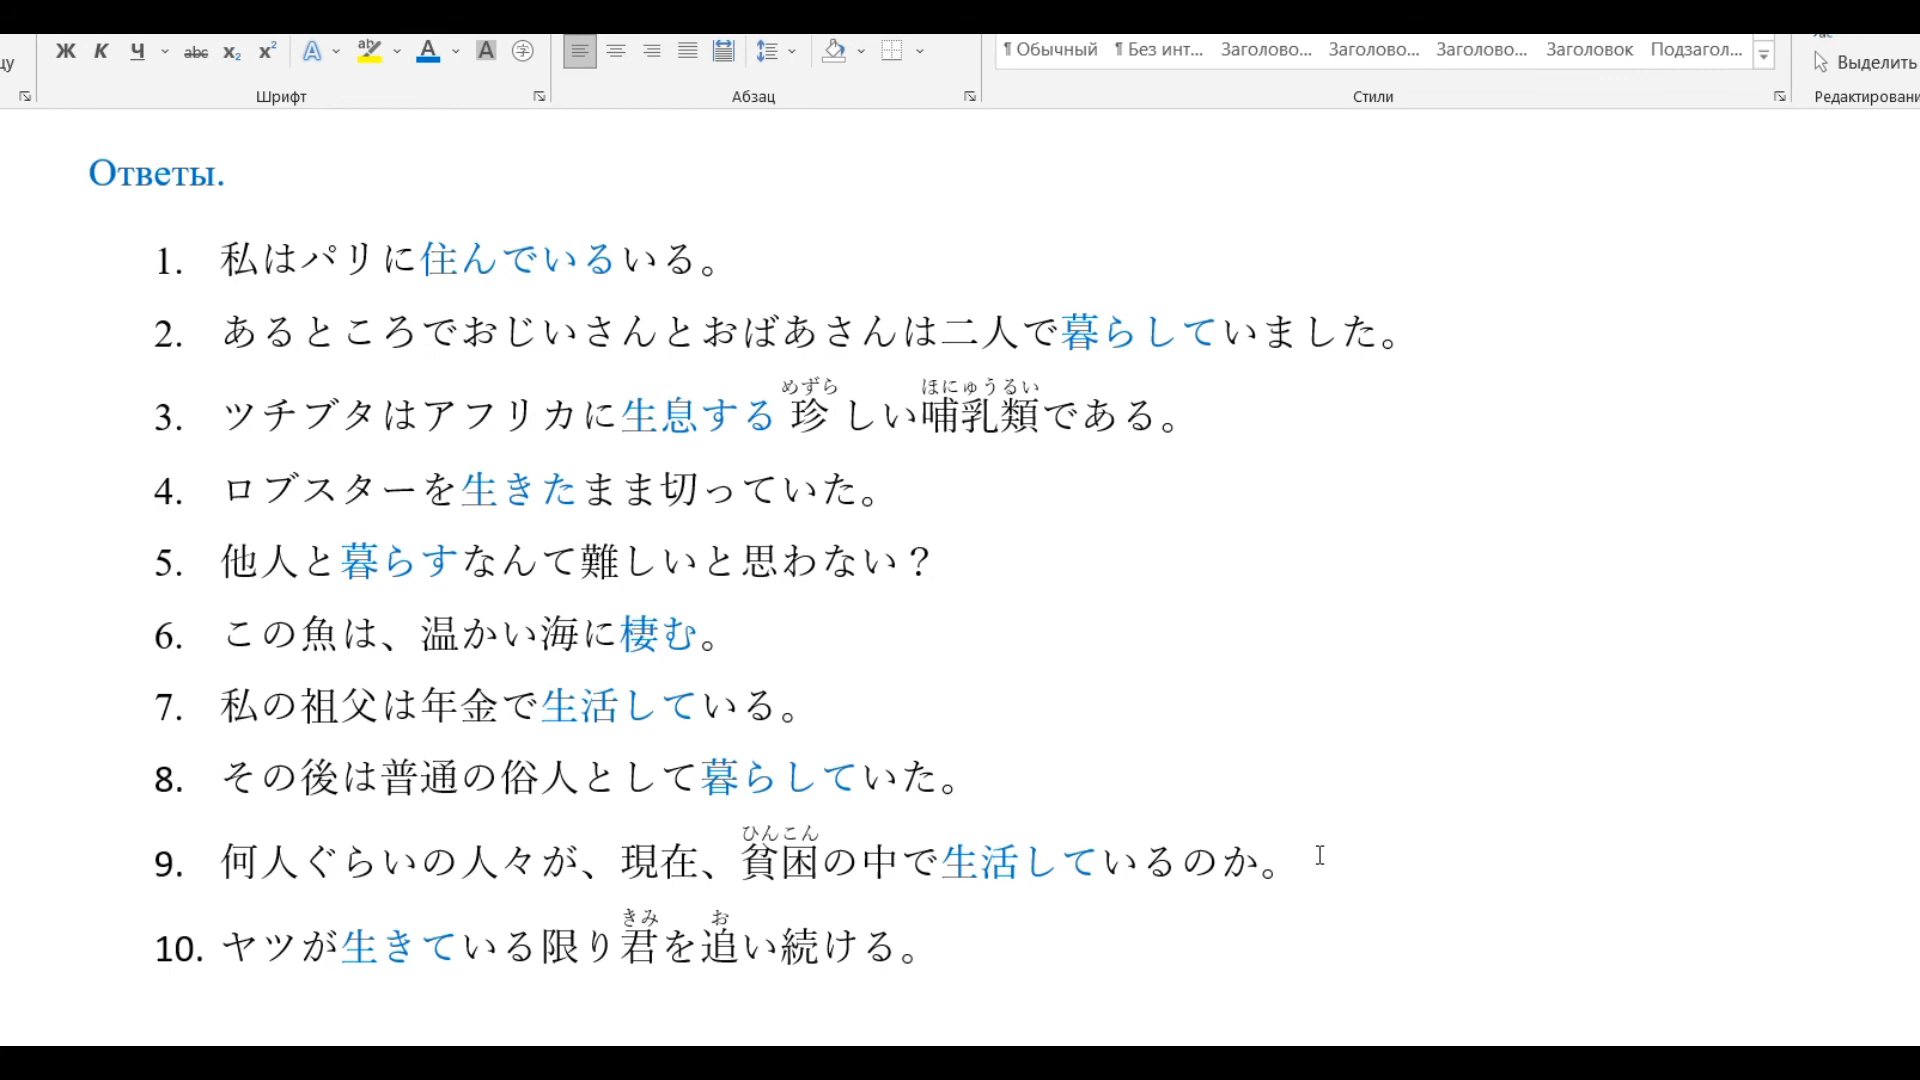 Ж К Ч abc x₂ x² A ab A A 字
¶ Обычный ¶ Без инт... Заголово... Заголово... Заголово... Заголовок Подзагол...
Выделить
Шрифт Абзац Стили
Ответы.
1. 私はパリに住んでいるいる。
2. あるところでおじいさんとおばあさんは二人で暮らしていました。
めずら ほにゅうるい
3. ツチブタはアフリカに生息する珍しい哺乳類である。
4. ロブスターを生きたまま切っていた。
5. 他人と暮らすなんて難しいと思わない？
6. この魚は、温かい海に棲む。
7. 私の祖父は年金で生活している。
8. その後は普通の俗人として暮らしていた。
ひんこん
9. 何人ぐらいの人々が、現在、貧困の中で生活しているのか。
きみ お
10. ヤツが生きている限り君を追い続ける。